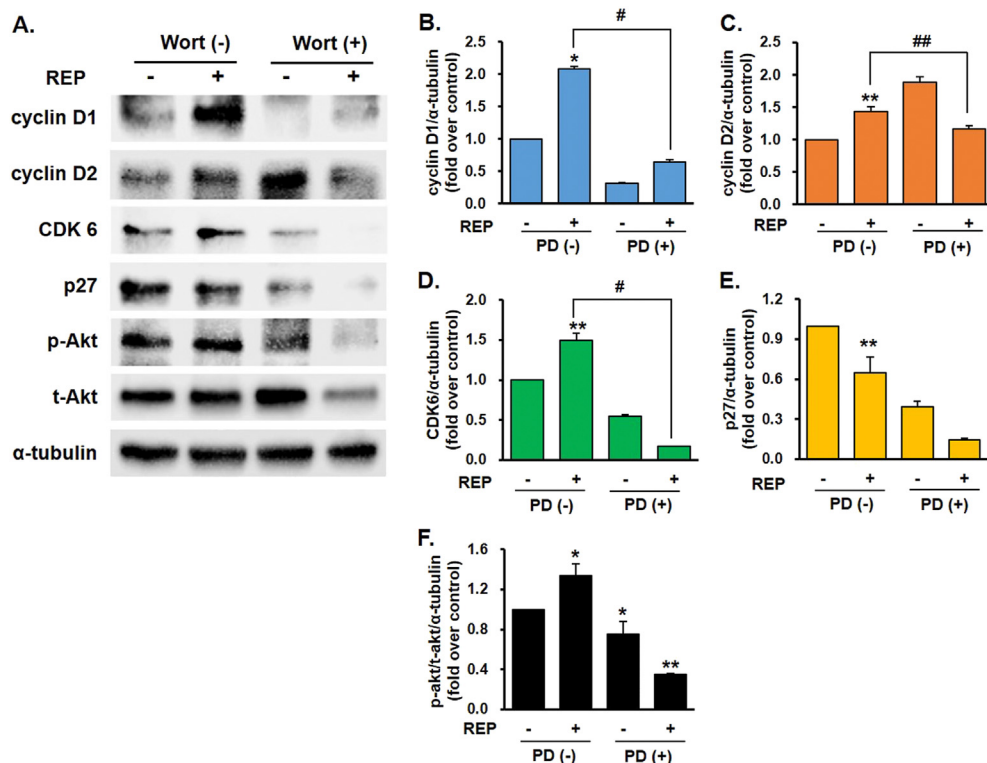 A.
Wort (-) Wort (+)
REP - + - +
cyclin D1
cyclin D2
CDK 6
p27
p-Akt
t-Akt
α-tubulin
B.
#
*
cyclin D1/α-tubulin
(fold over control)
2.5
2.0
1.5
1.0
0.5
0.0
REP - + - +
PD (-) PD (+)
C.
##
**
cyclin D2/α-tubulin
(fold over control)
2.5
2.0
1.5
1.0
0.5
0.0
REP - + - +
PD (-) PD (+)
D.
#
**
CDK6/α-tubulin
(fold over control)
2.0
1.5
1.0
0.5
0.0
REP - + - +
PD (-) PD (+)
E.
**
p27/α-tubulin
(fold over control)
1.2
0.9
0.6
0.3
0.0
REP - + - +
PD (-) PD (+)
F.
* * **
p-akt/t-akt/α-tubulin
(fold over control)
1.6
1.2
0.8
0.4
0.0
REP - + - +
PD (-) PD (+)